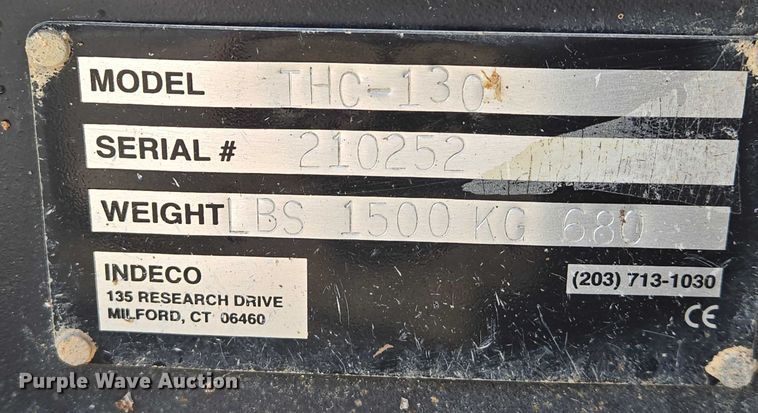 MODEL IHC-130
SERIAL # 210252
WEIGHT LBS 1500 KG 680
INDECO
135 RESEARCH DRIVE
MILFORD, CT 06460
(203) 713-1030
CE
Purple Wave Auction